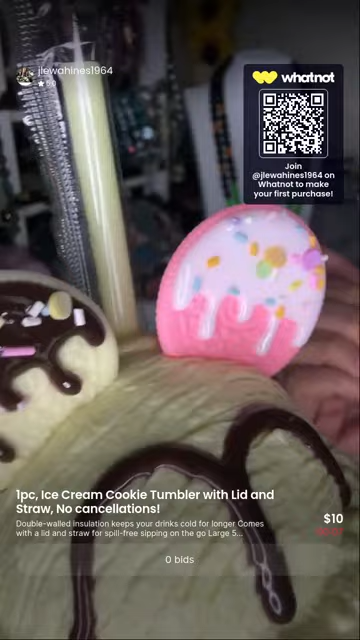 jlewahines1964
whatnot
Join
@jlewahines1964 on
Whatnot to make
your first purchase!
1pc, Ice Cream Cookie Tumbler with Lid and
Straw, No cancellations!
$10
Double-walled insulation keeps your drinks cold for longer Comes
with a lid and straw for spill-free sipping on the go Large 5...
0 bids